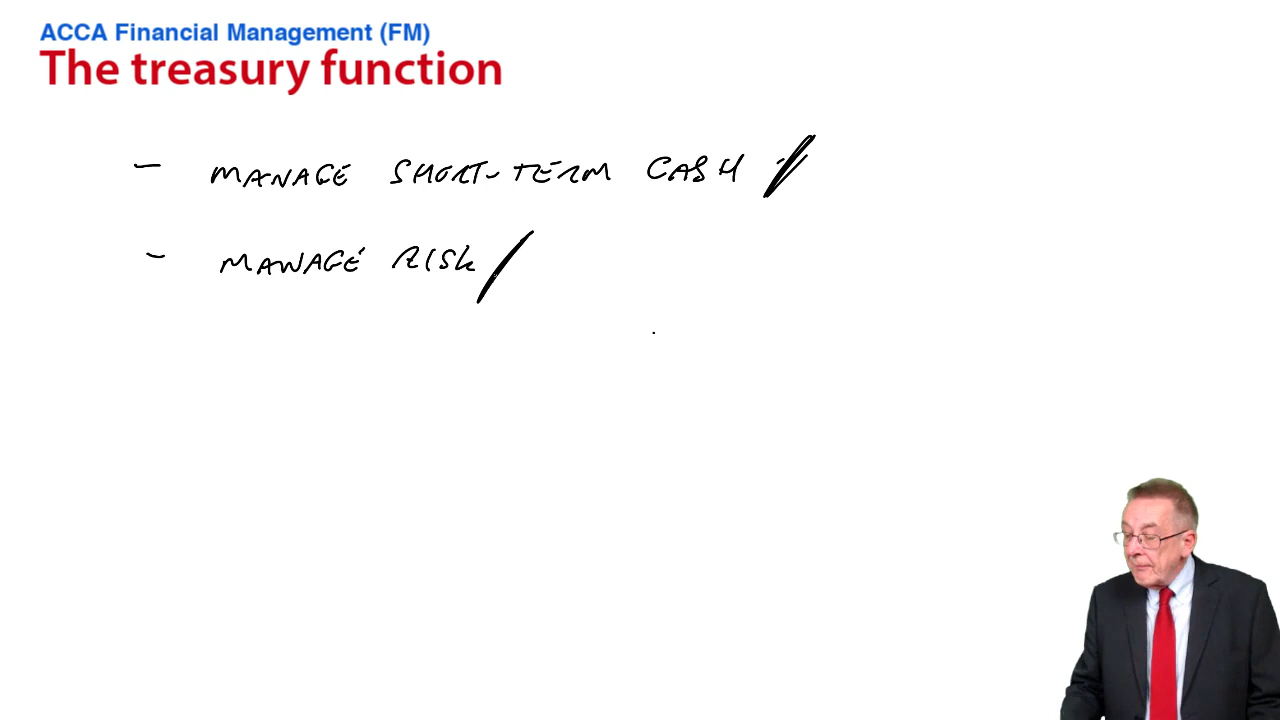 ACCA Financial Management (FM)
The treasury function
- MANAGE SHORT-TERM CASH
- MANAGE RISK